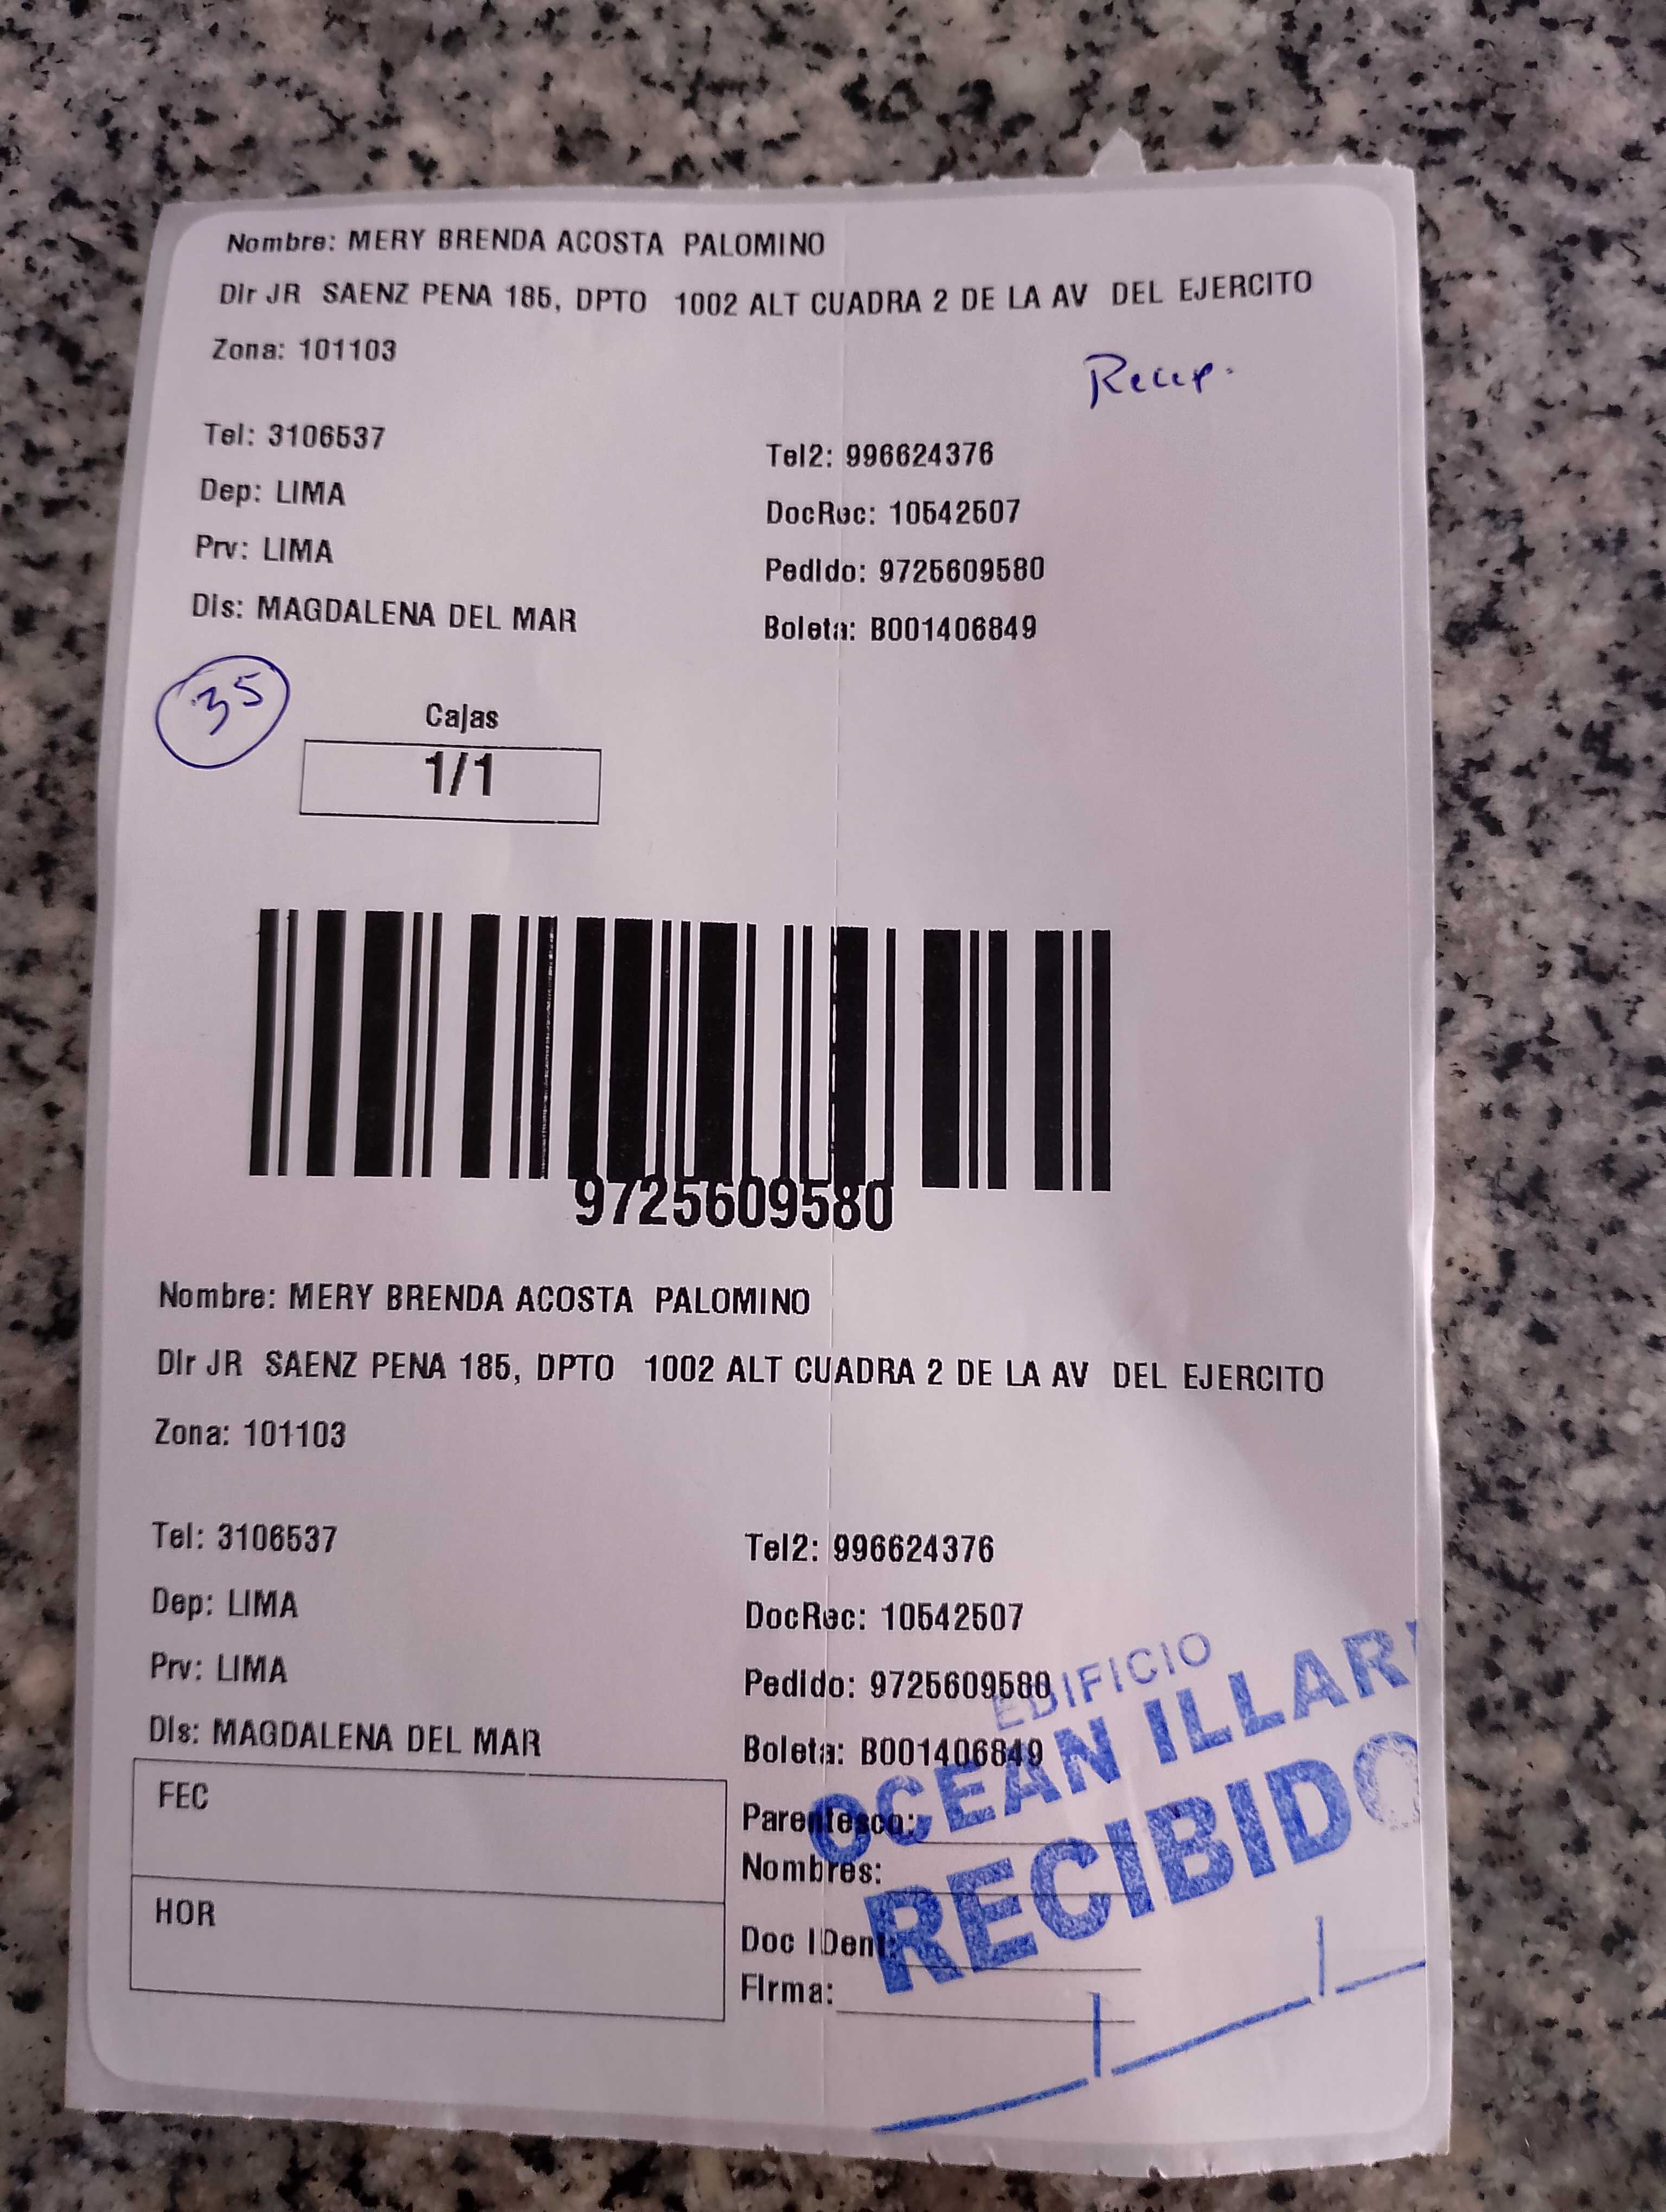 Nombre: MERY BRENDA ACOSTA PALOMINO
Dir JR SAENZ PENA 185, DPTO 1002 ALT CUADRA 2 DE LA AV DEL EJERCITO
Zona: 101103
Recep.
Tel: 3106537
Tel2: 996624376
Dep: LIMA
DocRec: 10542507
Prv: LIMA
Pedido: 9725609580
Dis: MAGDALENA DEL MAR
Boleta: B001406849
35
Cajas
1/1
9725609580
Nombre: MERY BRENDA ACOSTA PALOMINO
Dir JR SAENZ PENA 185, DPTO 1002 ALT CUADRA 2 DE LA AV DEL EJERCITO
Zona: 101103
Tel: 3106537
Tel2: 996624376
Dep: LIMA
DocRec: 10542507
Prv: LIMA
Pedido: 9725609580
Dis: MAGDALENA DEL MAR
Boleta: B001406849
FEC
HOR
Parentesco:
Nombres:
Doc IDent:
Firma:
EDIFICIO
OCEAN ILLARI
RECIBIDO